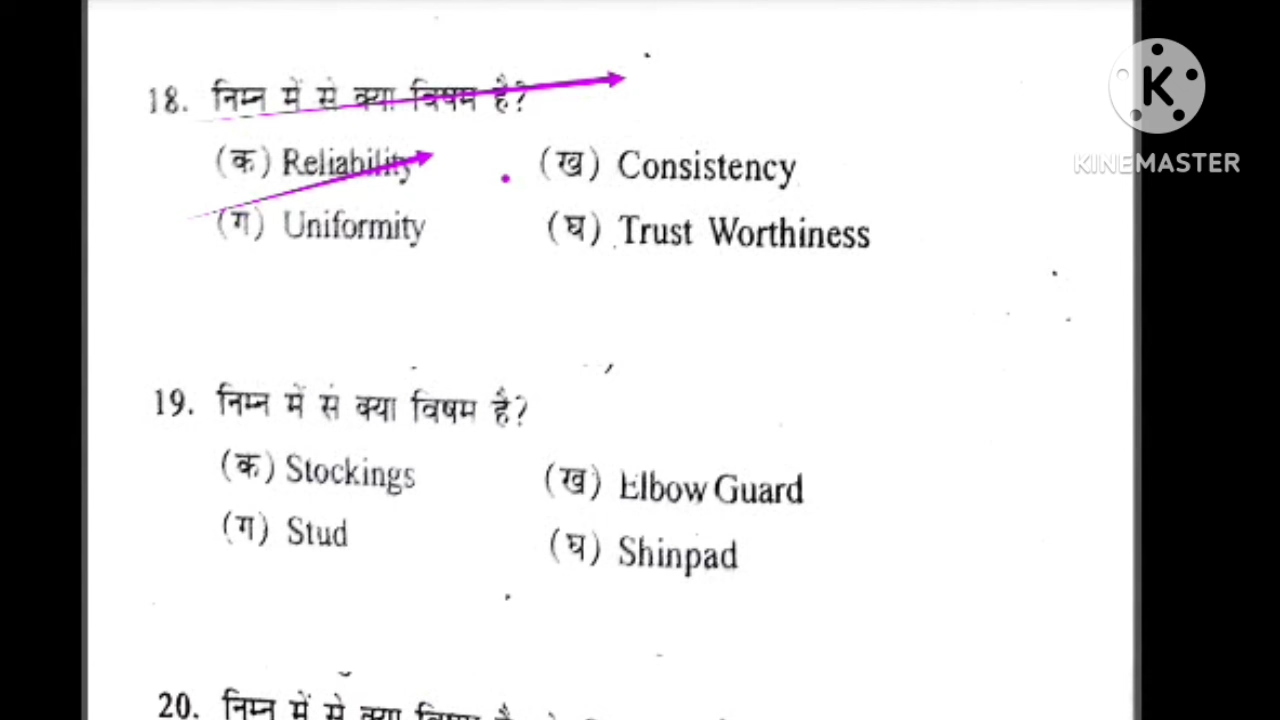 18. निम्न में से क्या विषम है?
(क) Reliability (ख) Consistency
(ग) Uniformity (घ) Trust Worthiness
K
KINEMASTER
19. निम्न में सं क्या विषम है?
(क) Stockings (ख) Elbow Guard
(ग) Stud (घ) Shinpad
20. निम्न में से क्या विषम है